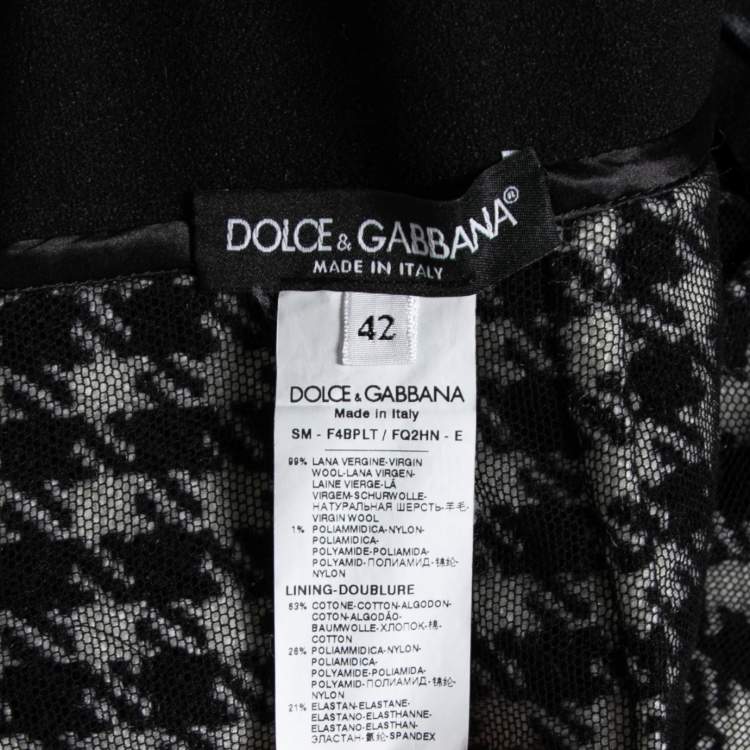 DOLCE & GABBANA®
MADE IN ITALY
42
DOLCE & GABBANA
Made in Italy
SM - F4BPLT / FQ2HN - E
99% LANA VERGINE-VIRGIN
WOOL-LANA VIRGEN-
LAINE VIERGE-LÃ
VIRGEM-SCHURWOLLE-
НАТУРАЛЬНАЯ ШЕРСТЬ-羊毛-
VIRGIN WOOL
1% POLIAMMIDICA-NYLON-
POLIAMIDICA-
POLYAMIDE-POLIAMIDA-
POLYAMID-ПОЛИАМИД-锦纶-
NYLON
LINING-DOUBLURE
53% COTONE-COTTON-ALGODON-
COTON-ALGODÃO-
BAUMWOLLE-ХЛОПОК-棉-
COTTON
26% POLIAMMIDICA-NYLON-
POLIAMIDICA-
POLYAMIDE-POLIAMIDA-
POLYAMID-ПОЛИАМИД-锦纶-
NYLON
21% ELASTAN-ELASTANE-
ELASTANO-ELASTHANNE-
ELASTANO-ELASTHAN-
ЭЛАСТАН-氨纶-SPANDEX